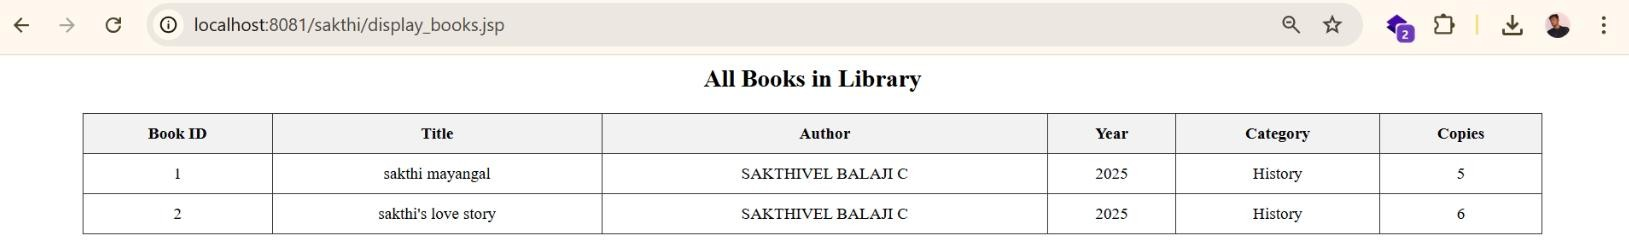 localhost:8081/sakthi/display_books.jsp
2
All Books in Library
Book ID Title Author Year Category Copies
1 sakthi mayangal SAKTHIVEL BALAJI C 2025 History 5
2 sakthi's love story SAKTHIVEL BALAJI C 2025 History 6